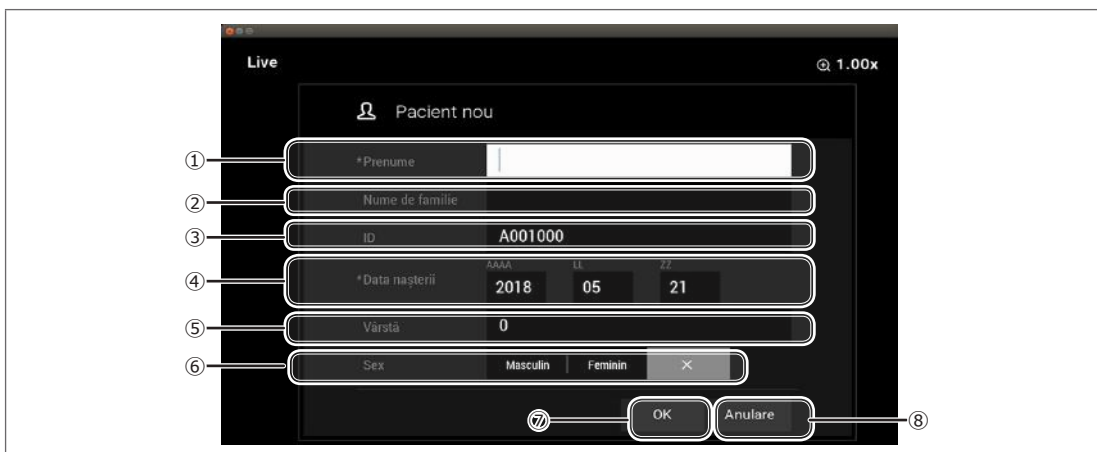 Live 1.00x
Pacient nou
① *Prenume
② Nume de familie
③ ID A001000
AAAA LL ZZ
④ *Data nașterii 2018 05 21
⑤ Vârstă 0
⑥ Sex Masculin Feminin ×
⑦ OK Anulare ⑧